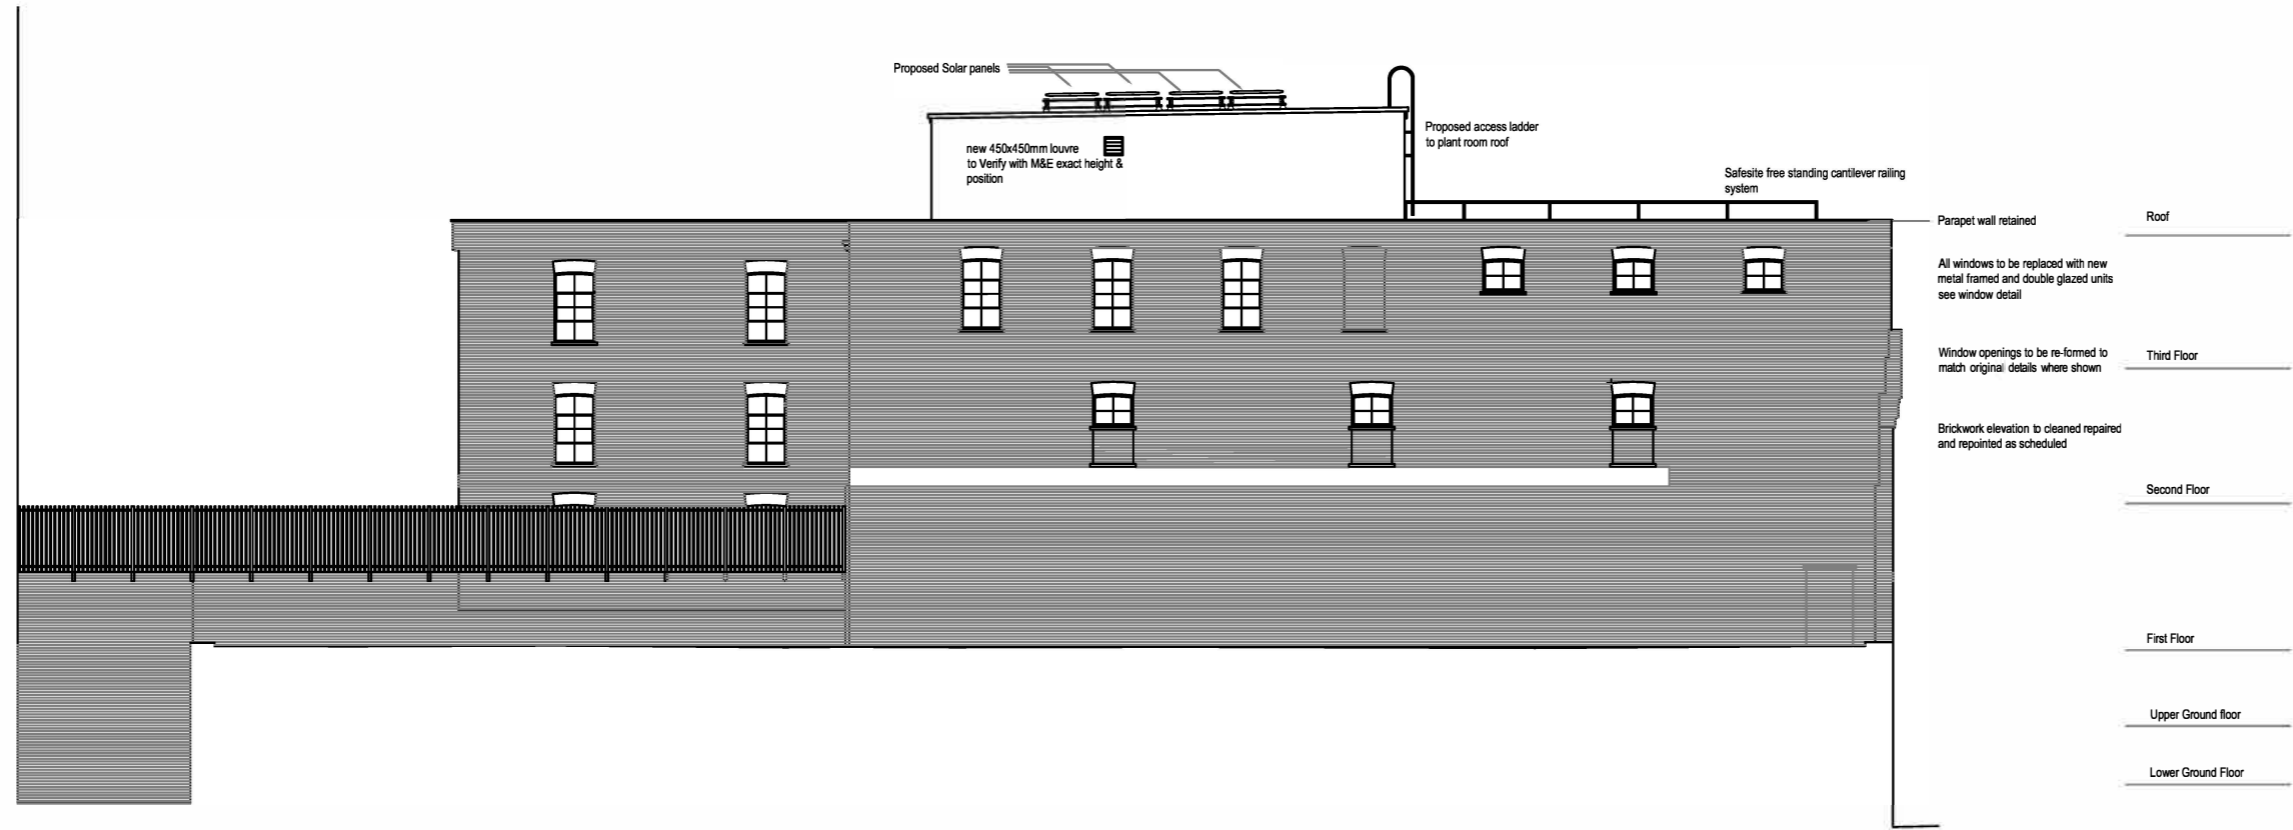 Proposed Solar panels
new 450x450mm louvre
to Verify with M&E exact height &
position
Proposed access ladder
to plant room roof
Safesite free standing cantilever railing
system
Parapet wall retained
Roof
All windows to be replaced with new
metal framed and double glazed units
see window detail
Window openings to be re-formed to
match original details where shown
Third Floor
Brickwork elevation to cleaned repaired
and repointed as scheduled
Second Floor
First Floor
Upper Ground floor
Lower Ground Floor